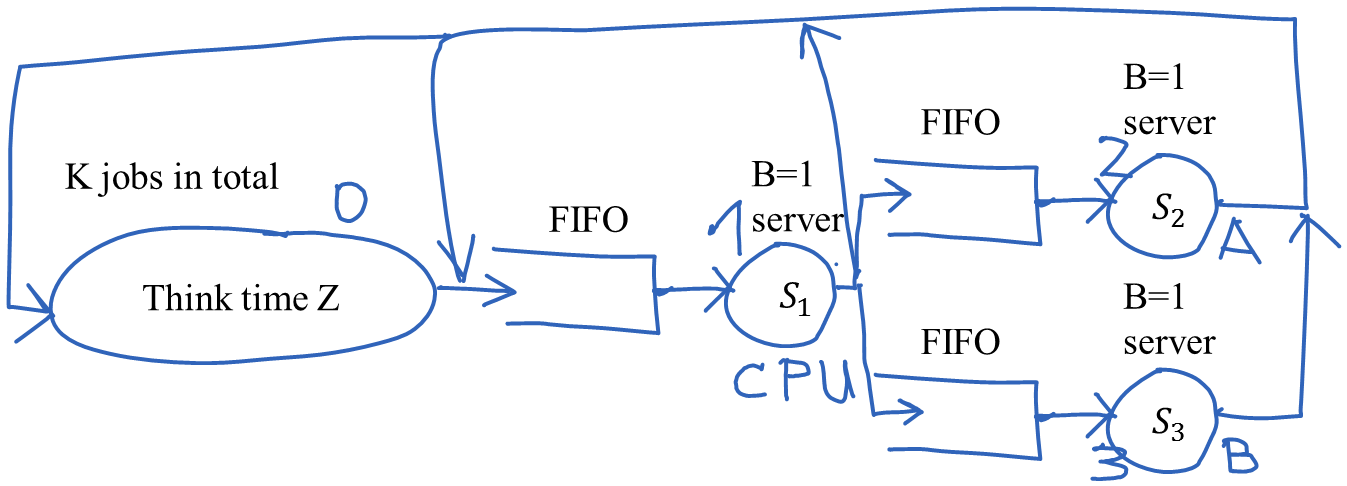 K jobs in total
0
Think time Z
FIFO
1
B=1
server
S₁
CPU
FIFO
B=1
server
2
S₂
A
FIFO
B=1
server
3
S₃
B